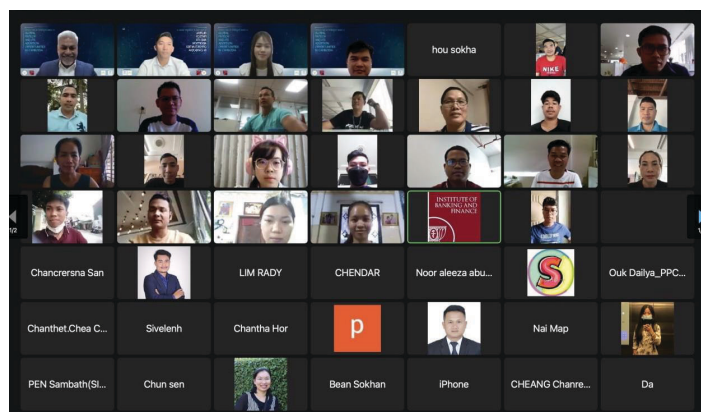 hou sokha
NIKE
INSTITUTE OF
BANKING AND
FINANCE
Chancrersna San
LIM RADY
CHENDAR
Noor aleeza abu...
S
Ouk Dailya_PPC...
Chanthet.Chea C...
Sivelenh
Chantha Hor
p
Nai Map
PEN Sambath(SI...
Chun sen
Bean Sokhan
iPhone
CHEANG Chanre...
Da